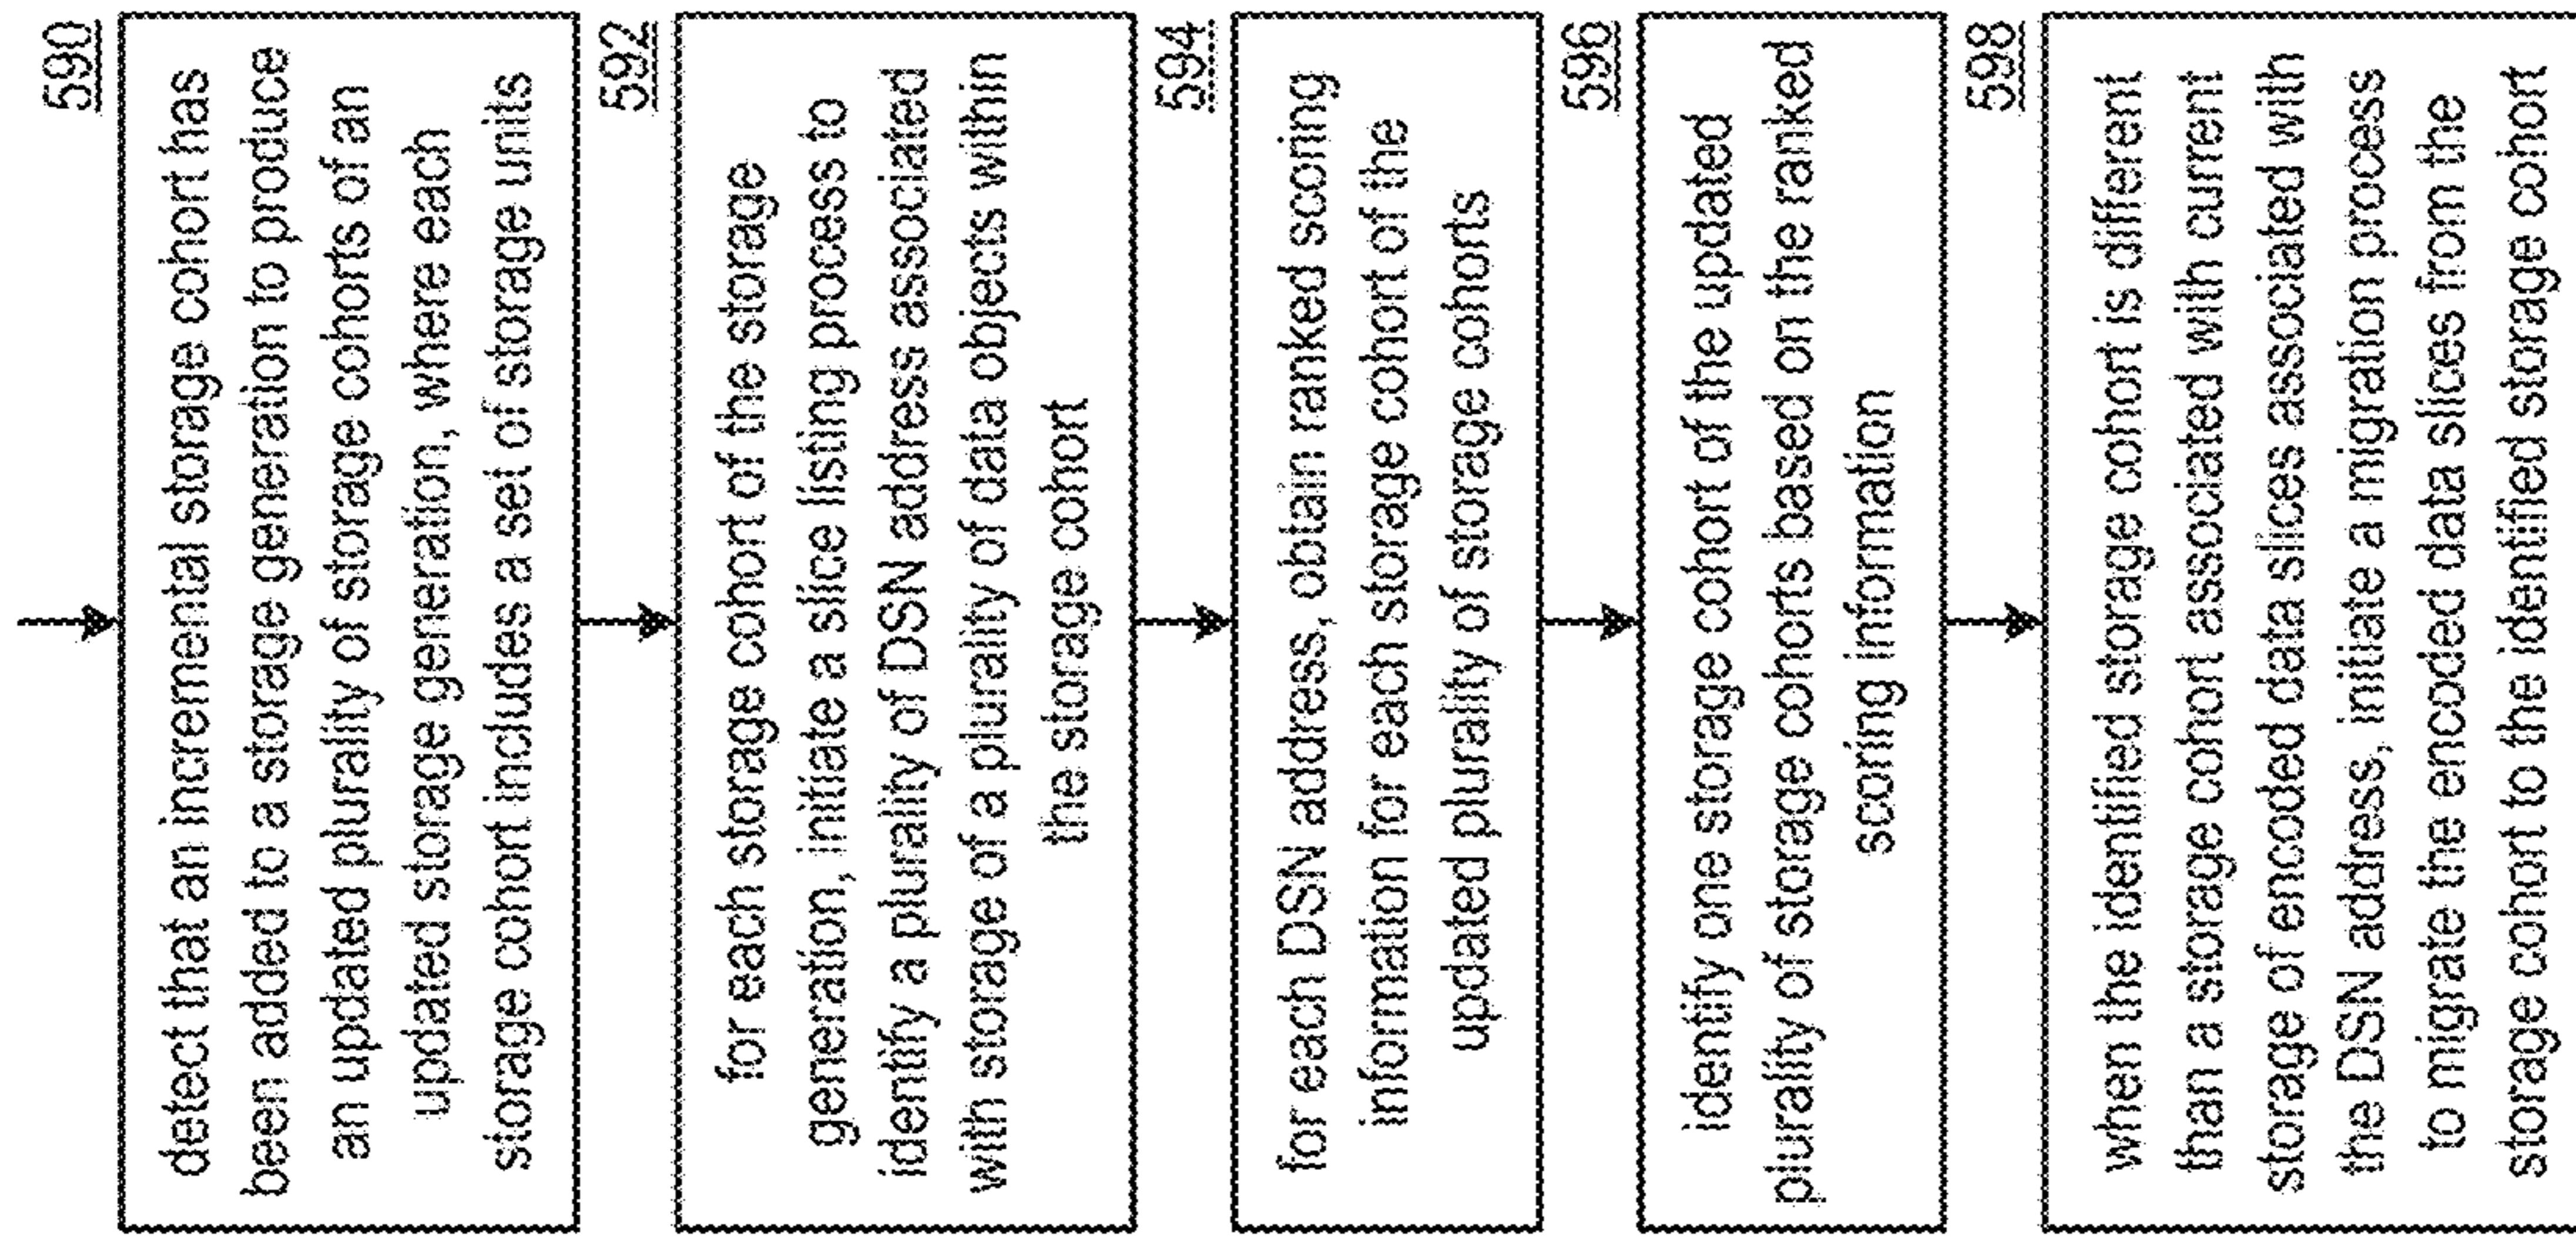 590
detect that an incremental storage cohort has
been added to a storage generation to produce
an updated plurality of storage cohorts of an
updated storage generation, where each
storage cohort includes a set of storage units
592
for each storage cohort of the storage
generation, initiate a slice listing process to
identify a plurality of DSN address associated
with storage of a plurality of data objects within
the storage cohort
594
for each DSN address, obtain ranked scoring
information for each storage cohort of the
updated plurality of storage cohorts
596
identify one storage cohort of the updated
plurality of storage cohorts based on the ranked
scoring information
598
when the identified storage cohort is different
than a storage cohort associated with current
storage of encoded data slices associated with
the DSN address, initiate a migration process
to migrate the encoded data slices from the
storage cohort to the identified storage cohort